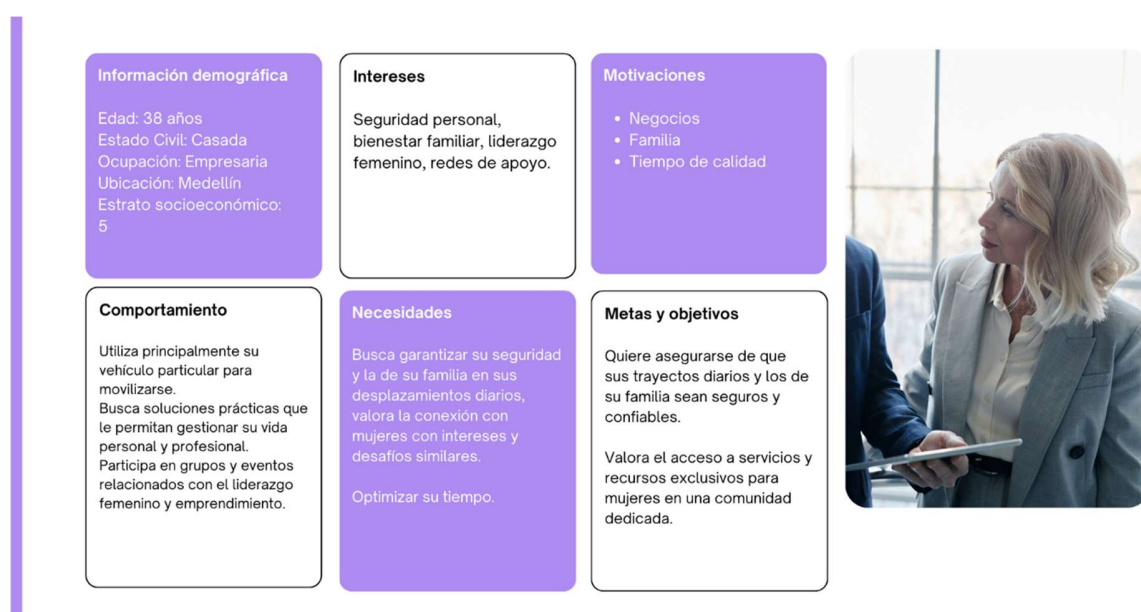 Información demográfica
Edad: 38 años
Estado Civil: Casada
Ocupación: Empresaria
Ubicación: Medellín
Estrato socioeconómico:
5
Intereses
Seguridad personal,
bienestar familiar, liderazgo
femenino, redes de apoyo.
Motivaciones
• Negocios
• Familia
• Tiempo de calidad
Comportamiento
Utiliza principalmente su
vehículo particular para
movilizarse.
Busca soluciones prácticas que
le permitan gestionar su vida
personal y profesional.
Participa en grupos y eventos
relacionados con el liderazgo
femenino y emprendimiento.
Necesidades
Busca garantizar su seguridad
y la de su familia en sus
desplazamientos diarios,
valora la conexión con
mujeres con intereses y
desafíos similares.
Optimizar su tiempo.
Metas y objetivos
Quiere asegurarse de que
sus trayectos diarios y los de
su familia sean seguros y
confiables.
Valora el acceso a servicios y
recursos exclusivos para
mujeres en una comunidad
dedicada.